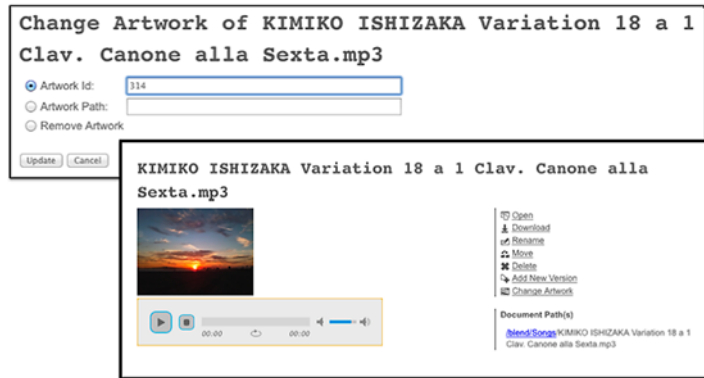 Change Artwork of KIMIKO ISHIZAKA Variation 18 a 1
Clav. Canone alla Sexta.mp3
Artwork Id:
314
Artwork Path:
Remove Artwork
Update
Cancel
KIMIKO ISHIZAKA Variation 18 a 1 Clav. Canone alla
Sexta.mp3
Open
Download
Rename
Move
Delete
Add New Version
Change Artwork
00:00
00:00
Document Path(s)
/blend/Songs/KIMIKO ISHIZAKA Variation 18 a 1
Clav. Canone alla Sexta.mp3